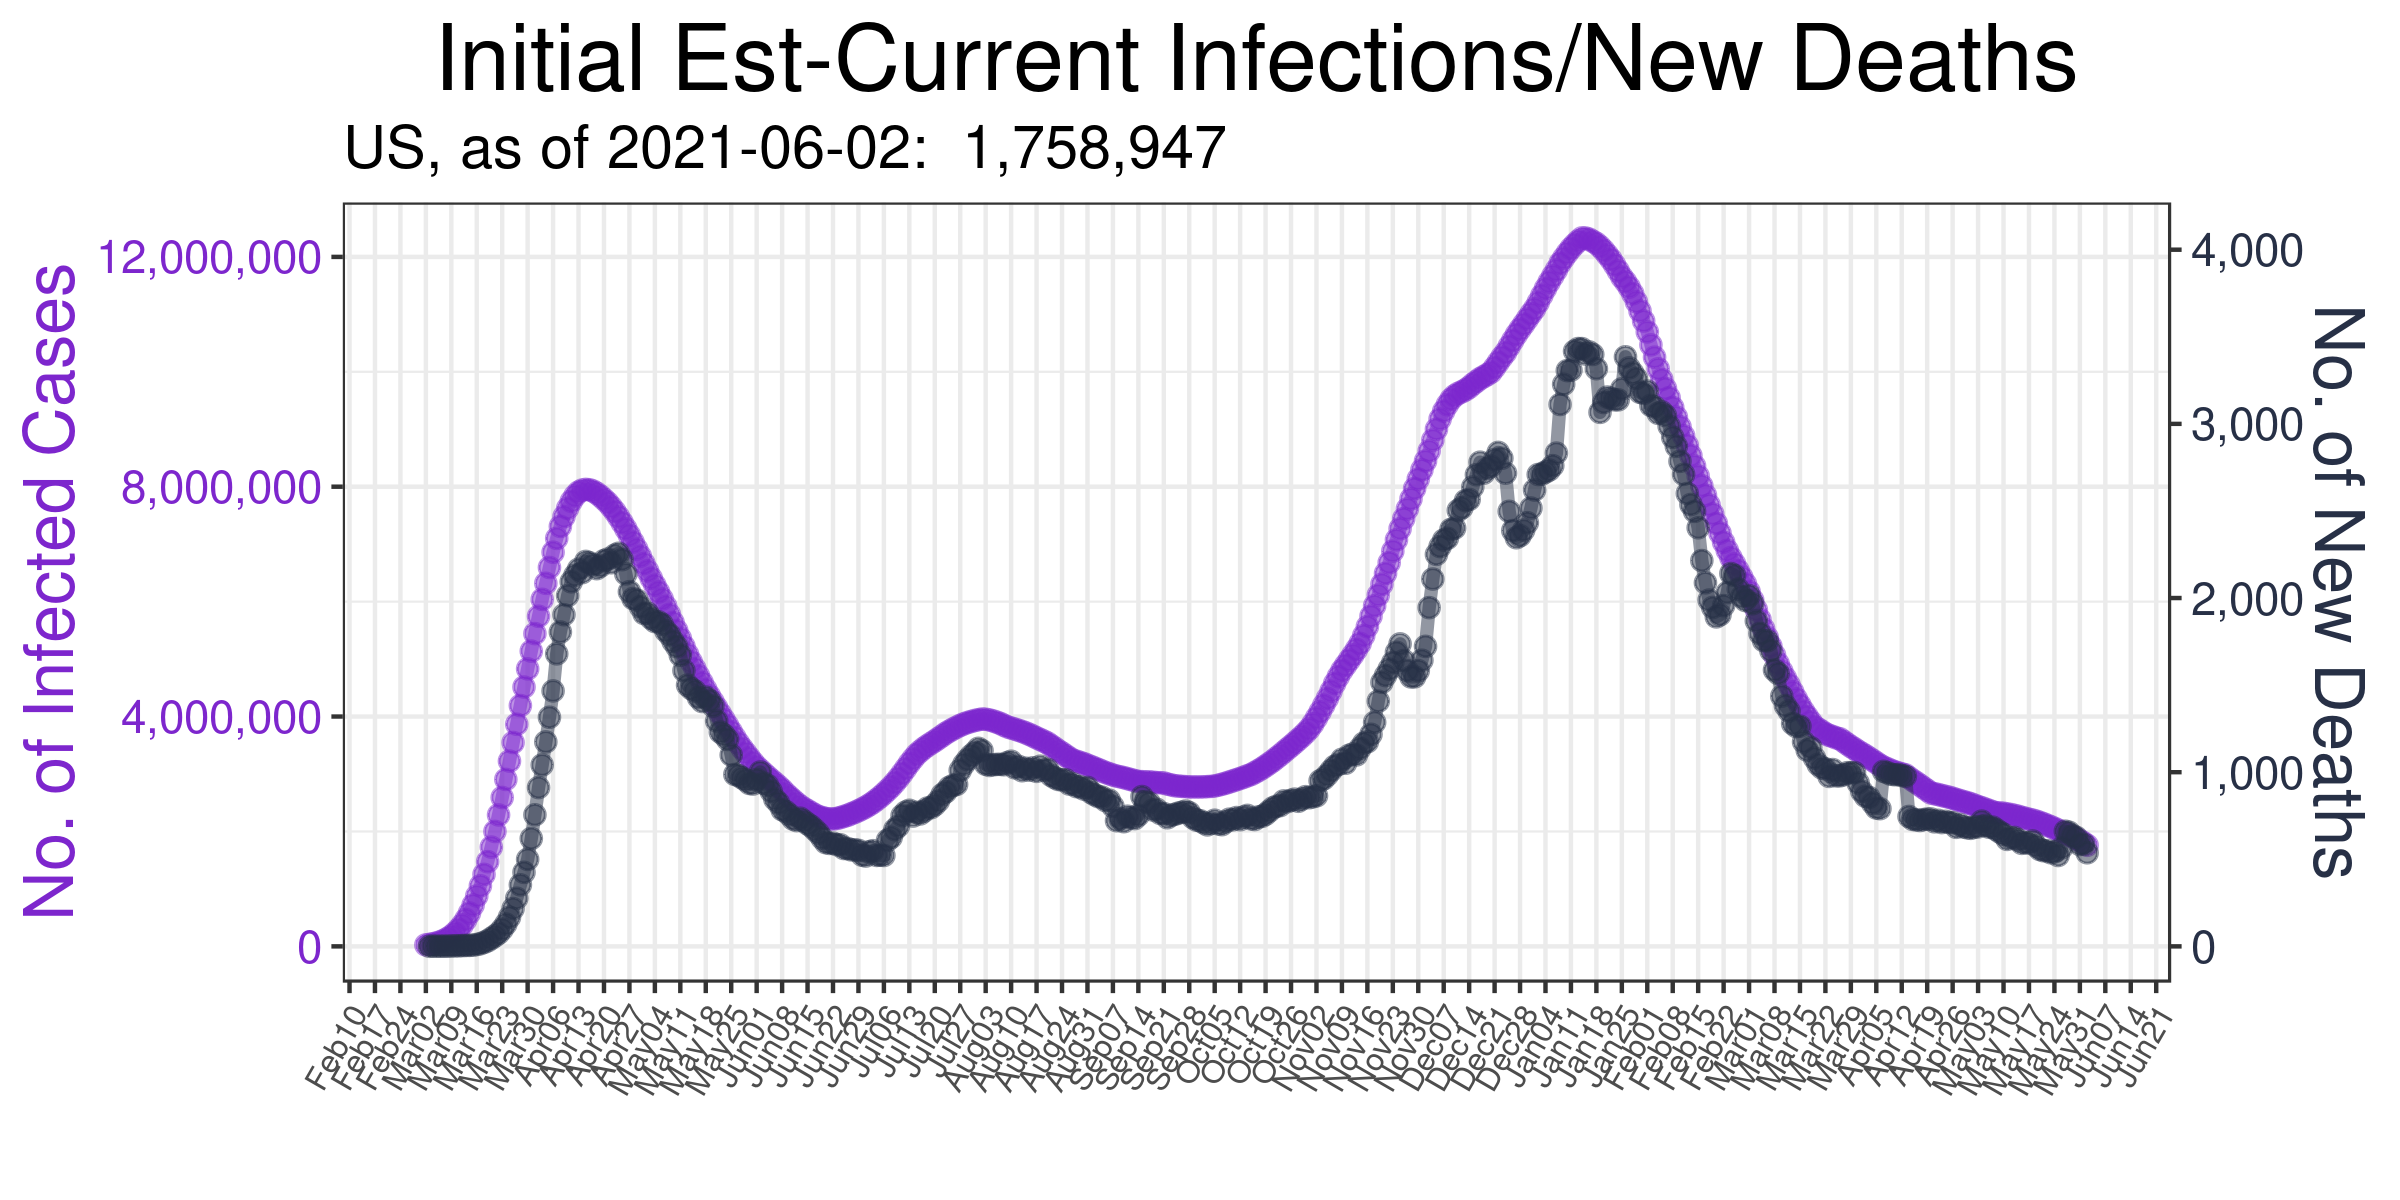 Initial Est-Current Infections/New Deaths
US, as of 2021-06-02:  1,758,947
No. of Infected Cases
12,000,000
8,000,000
4,000,000
0
4,000
3,000
2,000
1,000
0
No. of New Deaths
Feb10
Feb17
Feb24
Mar02
Mar09
Mar16
Mar23
Mar30
Apr06
Apr13
Apr20
Apr27
May04
May11
May18
May25
Jun01
Jun08
Jun15
Jun22
Jun29
Jul06
Jul13
Jul20
Jul27
Aug03
Aug10
Aug17
Aug24
Aug31
Sep07
Sep14
Sep21
Sep28
Oct05
Oct12
Oct19
Oct26
Nov02
Nov09
Nov16
Nov23
Nov30
Dec07
Dec14
Dec21
Dec28
Jan04
Jan11
Jan18
Jan25
Feb01
Feb08
Feb15
Feb22
Mar01
Mar08
Mar15
Mar22
Mar29
Apr05
Apr12
Apr19
Apr26
May03
May10
May17
May24
May31
Jun07
Jun14
Jun21